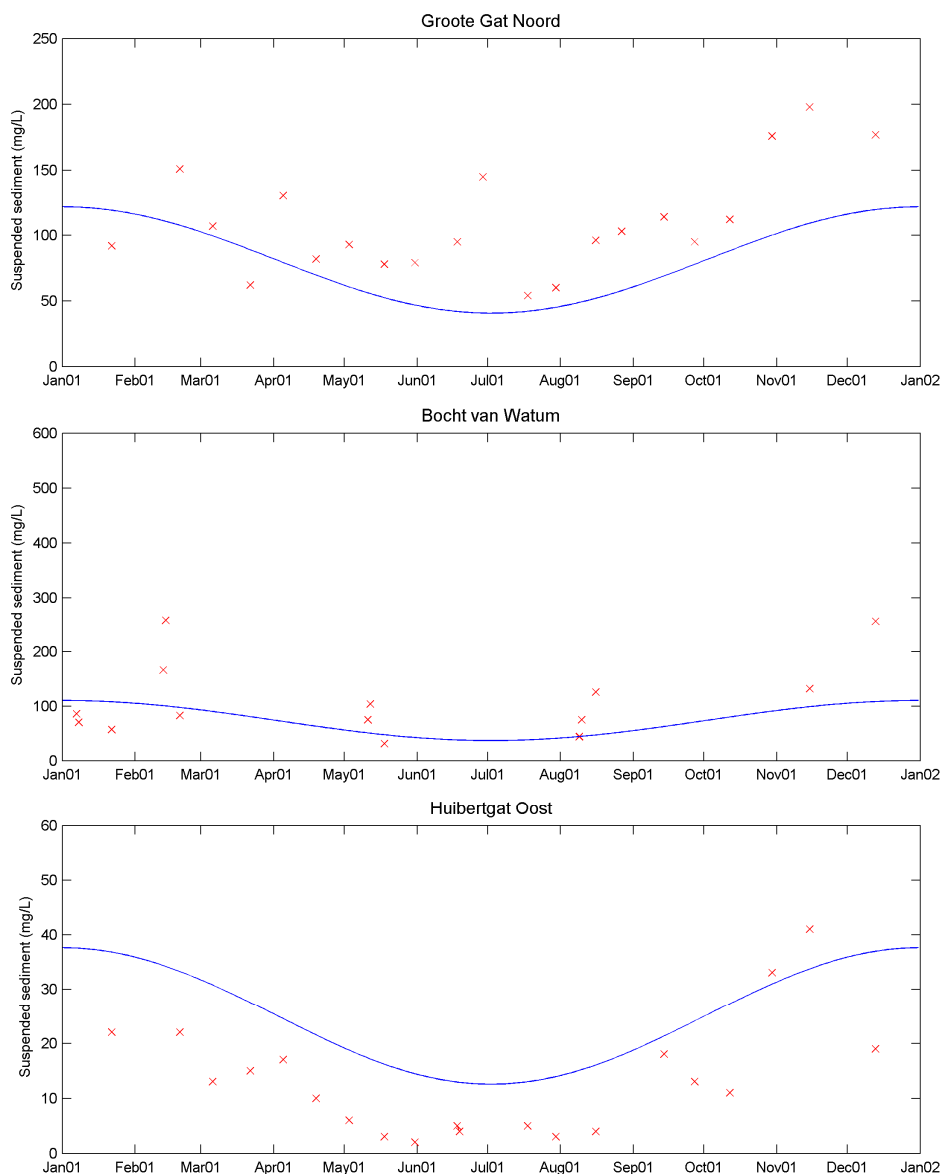 Groote Gat Noord
250
200
150
100
50
0
Suspended sediment (mg/L)
Jan01 Feb01 Mar01 Apr01 May01 Jun01 Jul01 Aug01 Sep01 Oct01 Nov01 Dec01 Jan02
Bocht van Watum
600
500
400
300
200
100
0
Suspended sediment (mg/L)
Jan01 Feb01 Mar01 Apr01 May01 Jun01 Jul01 Aug01 Sep01 Oct01 Nov01 Dec01 Jan02
Huibertgat Oost
60
50
40
30
20
10
0
Suspended sediment (mg/L)
Jan01 Feb01 Mar01 Apr01 May01 Jun01 Jul01 Aug01 Sep01 Oct01 Nov01 Dec01 Jan02